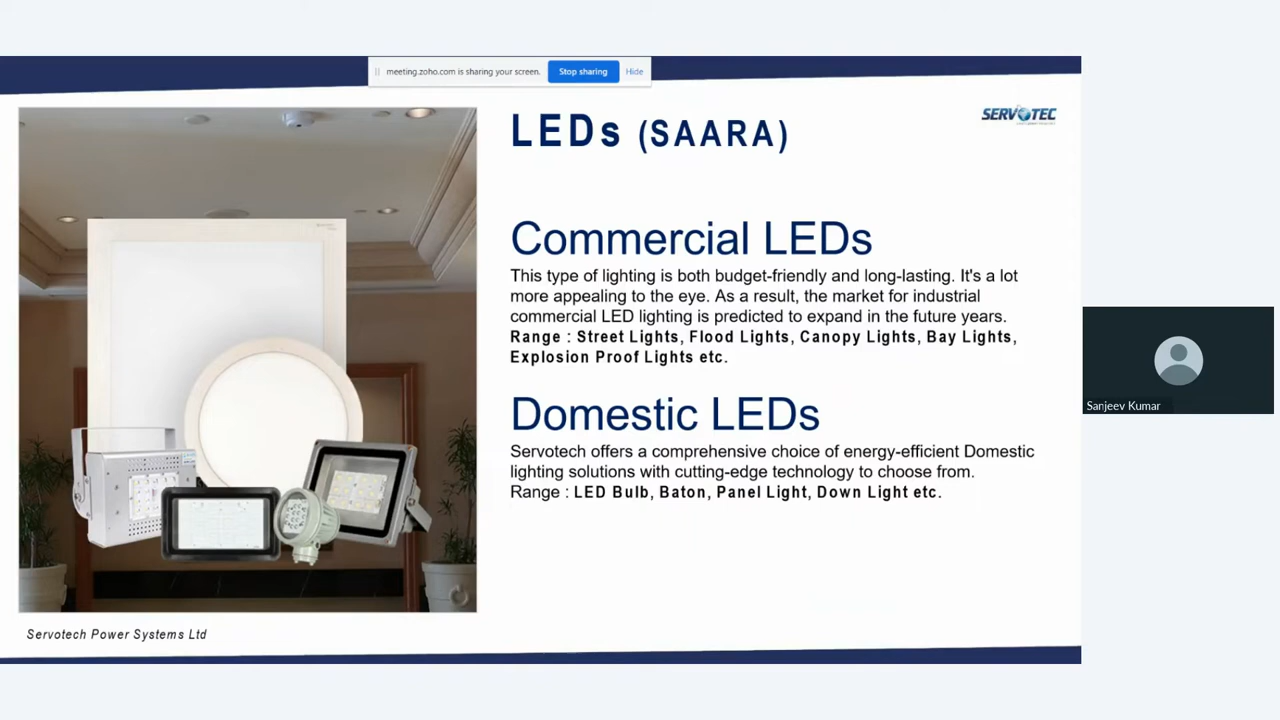 meeting.zoho.com is sharing your screen.
Stop sharing
Hide
SERVOTEC
LEDs (SAARA)
Commercial LEDs
This type of lighting is both budget-friendly and long-lasting. It's a lot
more appealing to the eye. As a result, the market for industrial
commercial LED lighting is predicted to expand in the future years.
Range : Street Lights, Flood Lights, Canopy Lights, Bay Lights,
Explosion Proof Lights etc.
Domestic LEDs
Servotech offers a comprehensive choice of energy-efficient Domestic
lighting solutions with cutting-edge technology to choose from.
Range : LED Bulb, Baton, Panel Light, Down Light etc.
Servotech Power Systems Ltd
Sanjeev Kumar